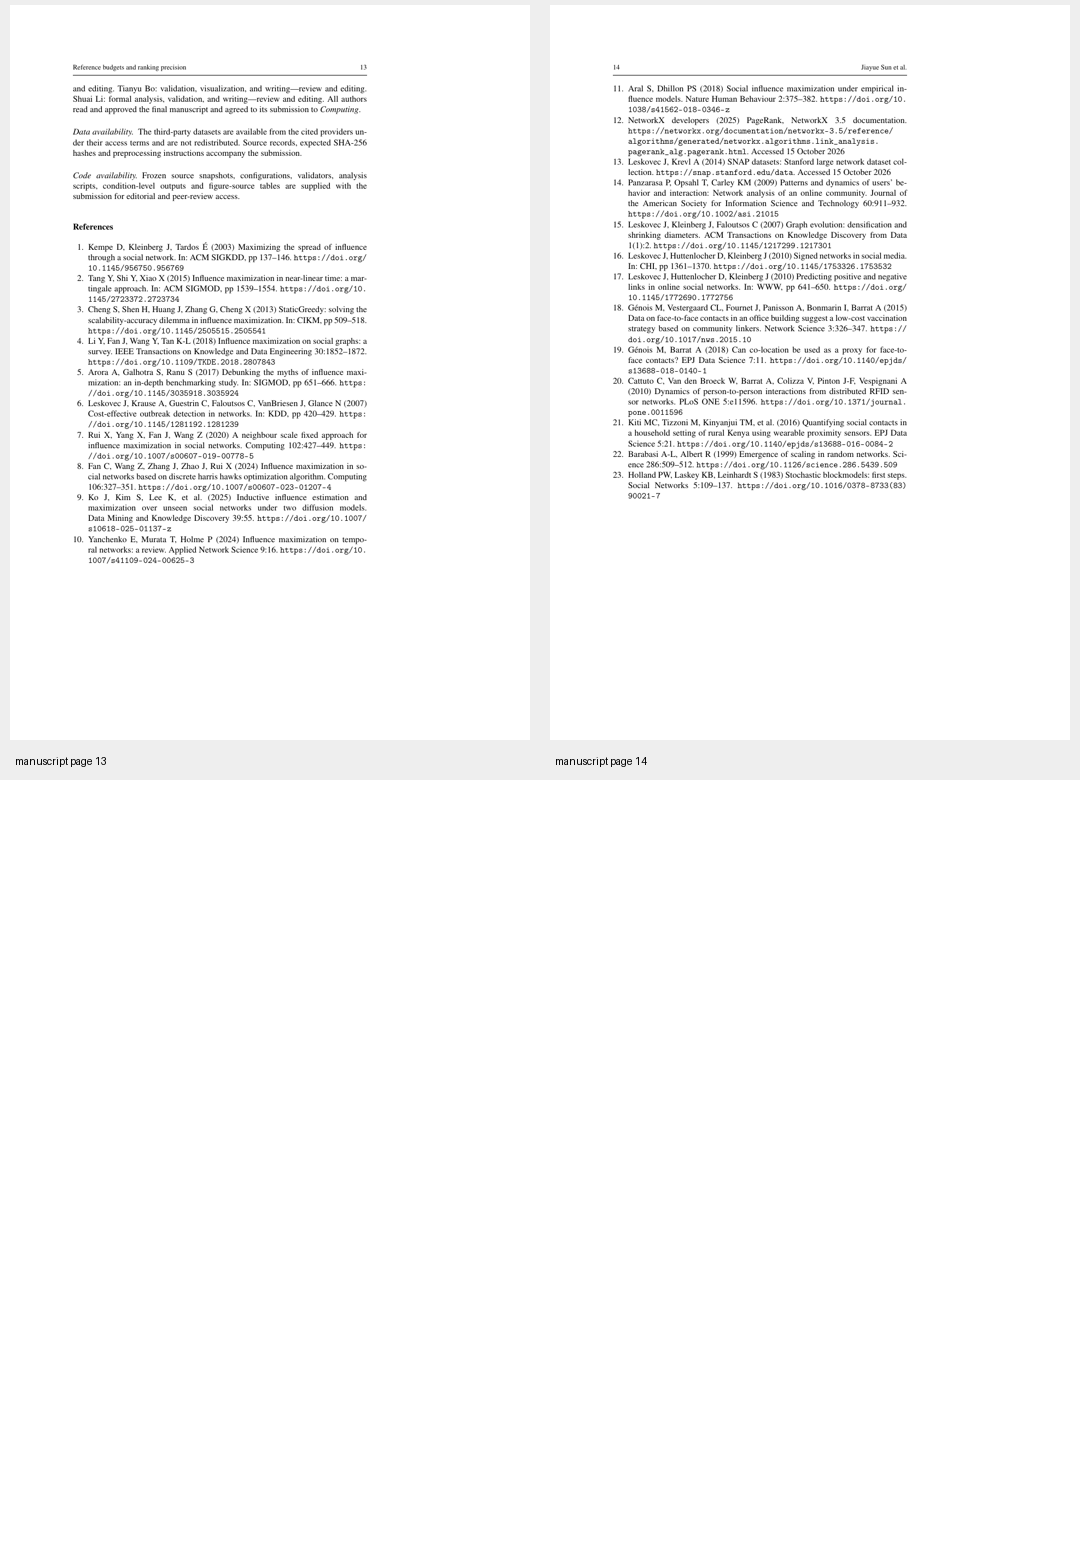 Reference budgets and ranking precision 13
and editing. Tianyu Bo: validation, visualization, and writing—review and editing.
Shuai Li: formal analysis, validation, and writing—review and editing. All authors
read and approved the final manuscript and agreed to its submission to Computing.
Data availability. The third-party datasets are available from the cited providers un-
der their access terms and are not redistributed. Source records, expected SHA-256
hashes and preprocessing instructions accompany the submission.
Code availability. Frozen source snapshots, configurations, validators, analysis
scripts, condition-level outputs and figure-source tables are supplied with the
submission for editorial and peer-review access.
References
1. Kempe D, Kleinberg J, Tardos É (2003) Maximizing the spread of influence
through a social network. In: ACM SIGKDD, pp 137–146. https://doi.org/
10.1145/956750.956769
2. Tang Y, Shi Y, Xiao X (2015) Influence maximization in near-linear time: a mar-
tingale approach. In: ACM SIGMOD, pp 1539–1554. https://doi.org/10.
1145/2723372.2723734
3. Cheng S, Shen H, Huang J, Zhang G, Cheng X (2013) StaticGreedy: solving the
scalability-accuracy dilemma in influence maximization. In: CIKM, pp 509–518.
https://doi.org/10.1145/2505515.2505541
4. Li Y, Fan J, Wang Y, Tan K-L (2018) Influence maximization on social graphs: a
survey. IEEE Transactions on Knowledge and Data Engineering 30:1852–1872.
https://doi.org/10.1109/TKDE.2018.2807843
5. Arora A, Galhotra S, Ranu S (2017) Debunking the myths of influence maxi-
mization: an in-depth benchmarking study. In: SIGMOD, pp 651–666. https:
//doi.org/10.1145/3035918.3035924
6. Leskovec J, Krause A, Guestrin C, Faloutsos C, VanBriesen J, Glance N (2007)
Cost-effective outbreak detection in networks. In: KDD, pp 420–429. https:
//doi.org/10.1145/1281192.1281239
7. Rui X, Yang X, Fan J, Wang Z (2020) A neighbour scale fixed approach for
influence maximization in social networks. Computing 102:427–449. https:
//doi.org/10.1007/s00607-019-00778-5
8. Fan C, Wang Z, Zhang J, Zhao J, Rui X (2024) Influence maximization in so-
cial networks based on discrete harris hawks optimization algorithm. Computing
106:327–351. https://doi.org/10.1007/s00607-023-01207-4
9. Ko J, Kim S, Lee K, et al. (2025) Inductive influence estimation and
maximization over unseen social networks under two diffusion models.
Data Mining and Knowledge Discovery 39:55. https://doi.org/10.1007/
s10618-025-01137-z
10. Yanchenko E, Murata T, Holme P (2024) Influence maximization on tempo-
ral networks: a review. Applied Network Science 9:16. https://doi.org/10.
1007/s41109-024-00625-3
manuscript page 13
14 Jiayue Sun et al.
11. Aral S, Dhillon PS (2018) Social influence maximization under empirical in-
fluence models. Nature Human Behaviour 2:375–382. https://doi.org/10.
1038/s41562-018-0346-z
12. NetworkX developers (2025) PageRank, NetworkX 3.5 documentation.
https://networkx.org/documentation/networkx-3.5/reference/
algorithms/generated/networkx.algorithms.link_analysis.
pagerank_alg.pagerank.html. Accessed 15 October 2026
13. Leskovec J, Krevl A (2014) SNAP datasets: Stanford large network dataset col-
lection. https://snap.stanford.edu/data. Accessed 15 October 2026
14. Panzarasa P, Opsahl T, Carley KM (2009) Patterns and dynamics of users’ be-
havior and interaction: Network analysis of an online community. Journal of
the American Society for Information Science and Technology 60:911–932.
https://doi.org/10.1002/asi.21015
15. Leskovec J, Kleinberg J, Faloutsos C (2007) Graph evolution: densification and
shrinking diameters. ACM Transactions on Knowledge Discovery from Data
1(1):2. https://doi.org/10.1145/1217299.1217301
16. Leskovec J, Huttenlocher D, Kleinberg J (2010) Signed networks in social media.
In: CHI, pp 1361–1370. https://doi.org/10.1145/1753326.1753532
17. Leskovec J, Huttenlocher D, Kleinberg J (2010) Predicting positive and negative
links in online social networks. In: WWW, pp 641–650. https://doi.org/
10.1145/1772690.1772756
18. Génois M, Vestergaard CL, Fournet J, Panisson A, Bonmarin I, Barrat A (2015)
Data on face-to-face contacts in an office building suggest a low-cost vaccination
strategy based on community linkers. Network Science 3:326–347. https://
doi.org/10.1017/nws.2015.10
19. Génois M, Barrat A (2018) Can co-location be used as a proxy for face-to-
face contacts? EPJ Data Science 7:11. https://doi.org/10.1140/epjds/
s13688-018-0140-1
20. Cattuto C, Van den Broeck W, Barrat A, Colizza V, Pinton J-F, Vespignani A
(2010) Dynamics of person-to-person interactions from distributed RFID sen-
sor networks. PLoS ONE 5:e11596. https://doi.org/10.1371/journal.
pone.0011596
21. Kiti MC, Tizzoni M, Kinyanjui TM, et al. (2016) Quantifying social contacts in
a household setting of rural Kenya using wearable proximity sensors. EPJ Data
Science 5:21. https://doi.org/10.1140/epjds/s13688-016-0084-2
22. Barabasi A-L, Albert R (1999) Emergence of scaling in random networks. Sci-
ence 286:509–512. https://doi.org/10.1126/science.286.5439.509
23. Holland PW, Laskey KB, Leinhardt S (1983) Stochastic blockmodels: first steps.
Social Networks 5:109–137. https://doi.org/10.1016/0378-8733(83)
90021-7
manuscript page 14